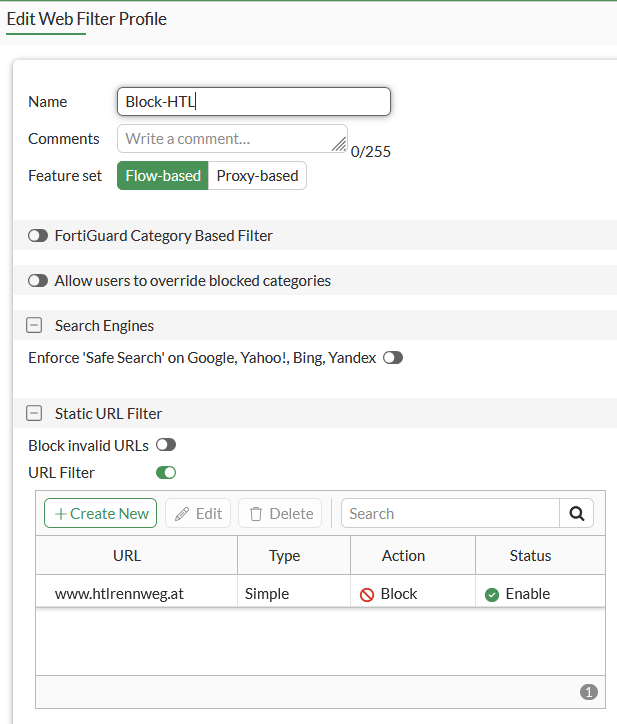 Edit Web Filter Profile
Name Block-HTL
Comments Write a comment... 0/255
Feature set Flow-based Proxy-based
FortiGuard Category Based Filter
Allow users to override blocked categories
Search Engines
Enforce 'Safe Search' on Google, Yahoo!, Bing, Yandex
Static URL Filter
Block invalid URLs
URL Filter
+ Create New Edit Delete Search
URL Type Action Status
www.htlrennweg.at Simple Block Enable
1